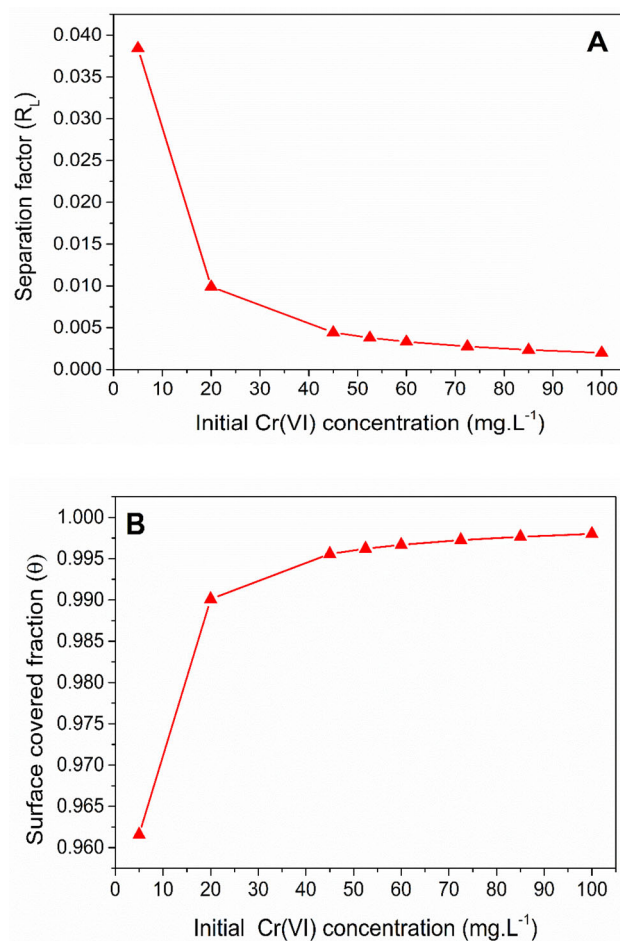 A
0.040
0.035
0.030
0.025
0.020
0.015
0.010
0.005
0.000
Separation factor (R_L)
0 10 20 30 40 50 60 70 80 90 100
Initial Cr(VI) concentration (mg.L⁻¹)
B
1.000
0.995
0.990
0.985
0.980
0.975
0.970
0.965
0.960
Surface covered fraction (θ)
0 10 20 30 40 50 60 70 80 90 100
Initial Cr(VI) concentration (mg.L⁻¹)